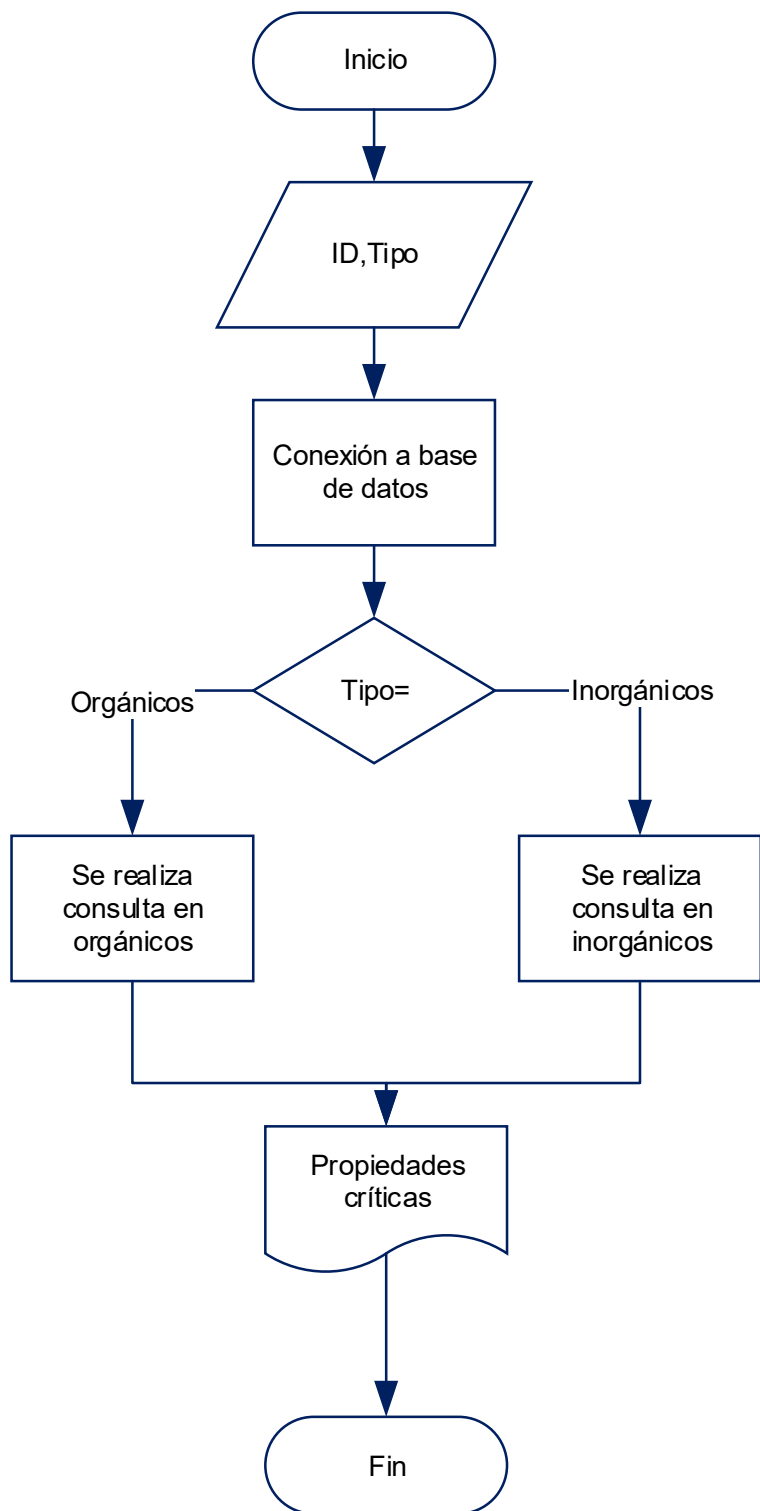 Inicio
ID,Tipo
Conexión a base
de datos
Tipo=
Orgánicos
Inorgánicos
Se realiza
consulta en
orgánicos
Se realiza
consulta en
inorgánicos
Propiedades
críticas
Fin